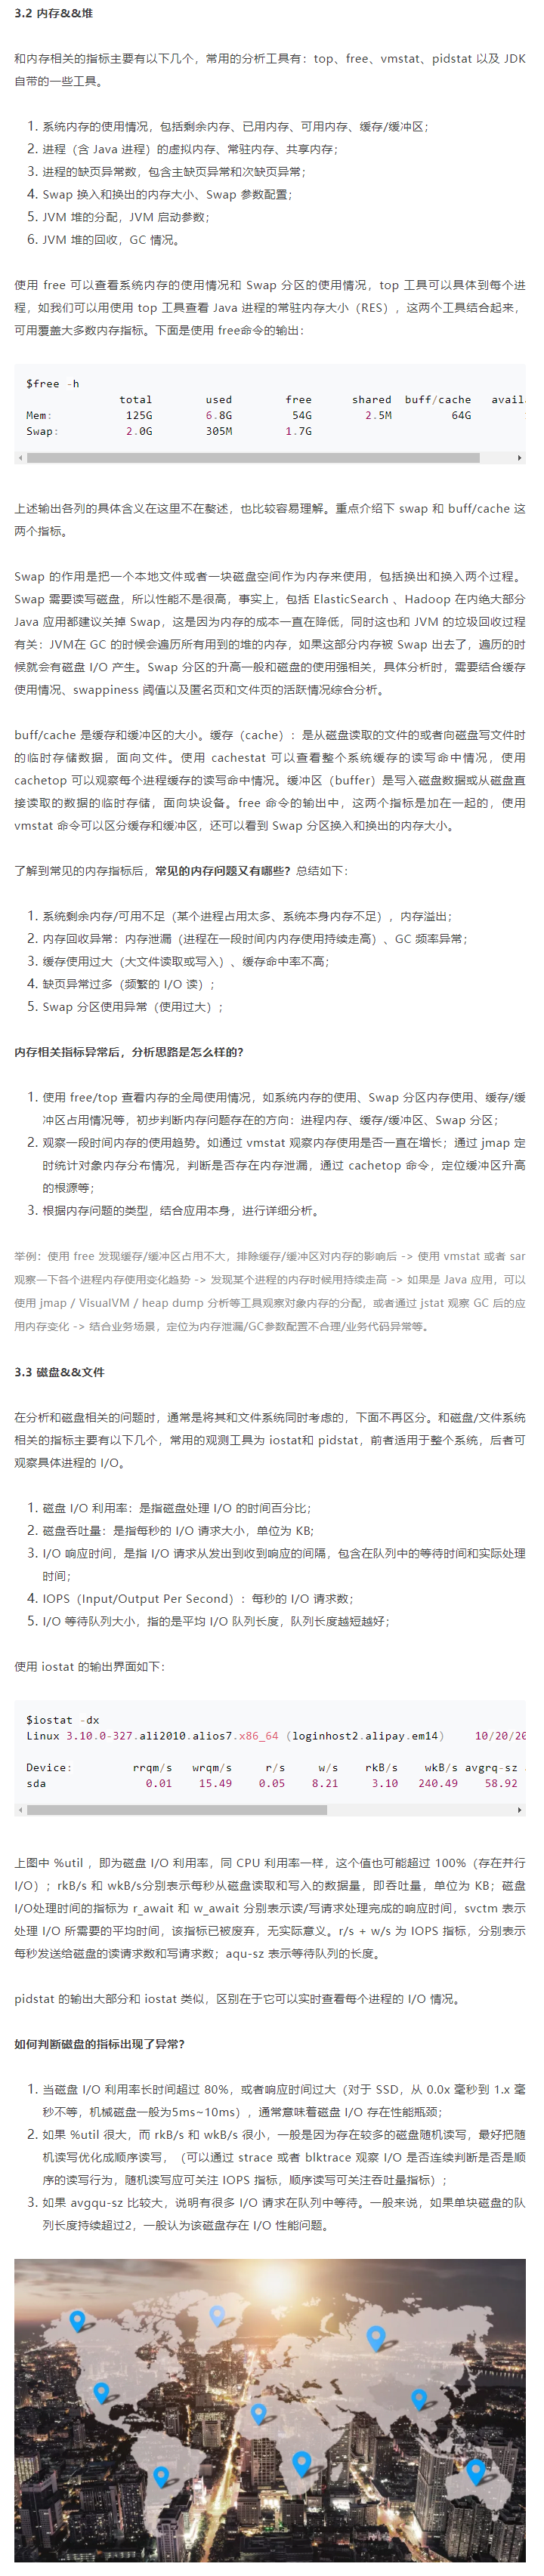 3.2 内存&&堆
和内存相关的指标主要有以下几个，常用的分析工具有：top、free、vmstat、pidstat 以及 JDK
自带的一些工具。
1. 系统内存的使用情况，包括剩余内存、已用内存、可用内存、缓存/缓冲区；
2. 进程（含 Java 进程）的虚拟内存、常驻内存、共享内存；
3. 进程的缺页异常数，包含主缺页异常和次缺页异常；
4. Swap 换入和换出的内存大小、Swap 参数配置；
5. JVM 堆的分配，JVM 启动参数；
6. JVM 堆的回收，GC 情况。
使用 free 可以查看系统内存的使用情况和 Swap 分区的使用情况，top 工具可以具体到每个进
程，如我们可以用使用 top 工具查看 Java 进程的常驻内存大小（RES），这两个工具结合起来，
可用覆盖大多数内存指标。下面是使用 free命令的输出：
$free -h
total used free shared buff/cache avail
Mem: 125G 6.8G 54G 2.5M 64G
Swap: 2.0G 305M 1.7G
上述输出各列的具体含义在这里不在赘述，也比较容易理解。重点介绍下 swap 和 buff/cache 这
两个指标。
Swap 的作用是把一个本地文件或者一块磁盘空间作为内存来使用，包括换出和换入两个过程。
Swap 需要读写磁盘，所以性能不是很高，事实上，包括 ElasticSearch 、Hadoop 在内绝大部分
Java 应用都建议关掉 Swap，这是因为内存的成本一直在降低，同时这也和 JVM 的垃圾回收过程
有关：JVM在 GC 的时候会遍历所有用到的堆的内存，如果这部分内存被 Swap 出去了，遍历的时
候就会有磁盘 I/O 产生。Swap 分区的升高一般和磁盘的使用强相关，具体分析时，需要结合缓存
使用情况、swappiness 阈值以及匿名页和文件页的活跃情况综合分析。
buff/cache 是缓存和缓冲区的大小。缓存（cache）：是从磁盘读取的文件的或者向磁盘写文件时
的临时存储数据，面向文件。使用 cachestat 可以查看整个系统缓存的读写命中情况，使用
cachetop 可以观察每个进程缓存的读写命中情况。缓冲区（buffer）是写入磁盘数据或从磁盘直
接读取的数据的临时存储，面向块设备。free 命令的输出中，这两个指标是加在一起的，使用
vmstat 命令可以区分缓存和缓冲区，还可以看到 Swap 分区换入和换出的内存大小。
了解到常见的内存指标后，常见的内存问题又有哪些？总结如下：
1. 系统剩余内存/可用不足（某个进程占用太多、系统本身内存不足），内存溢出；
2. 内存回收异常：内存泄漏（进程在一段时间内内存使用持续走高）、GC 频率异常；
3. 缓存使用过大（大文件读取或写入）、缓存命中率不高；
4. 缺页异常过多（频繁的 I/O 读）；
5. Swap 分区使用异常（使用过大）；
内存相关指标异常后，分析思路是怎么样的？
1. 使用 free/top 查看内存的全局使用情况，如系统内存的使用、Swap 分区内存使用、缓存/缓
冲区占用情况等，初步判断内存问题存在的方向：进程内存、缓存/缓冲区、Swap 分区；
2. 观察一段时间内存的使用趋势。如通过 vmstat 观察内存使用是否一直在增长；通过 jmap 定
时统计对象内存分布情况，判断是否存在内存泄漏，通过 cachetop 命令，定位缓冲区升高
的根源等；
3. 根据内存问题的类型，结合应用本身，进行详细分析。
举例：使用 free 发现缓存/缓冲区占用不大，排除缓存/缓冲区对内存的影响后 -> 使用 vmstat 或者 sar
观察一下各个进程内存使用变化趋势 -> 发现某个进程的内存时候用持续走高 -> 如果是 Java 应用，可以
使用 jmap / VisualVM / heap dump 分析等工具观察对象内存的分配，或者通过 jstat 观察 GC 后的应
用内存变化 -> 结合业务场景，定位为内存泄漏/GC参数配置不合理/业务代码异常等。
3.3 磁盘&&文件
在分析和磁盘相关的问题时，通常是将其和文件系统同时考虑的，下面不再区分。和磁盘/文件系统
相关的指标主要有以下几个，常用的观测工具为 iostat和 pidstat，前者适用于整个系统，后者可
观察具体进程的 I/O。
1. 磁盘 I/O 利用率：是指磁盘处理 I/O 的时间百分比；
2. 磁盘吞吐量：是指每秒的 I/O 请求大小，单位为 KB;
3. I/O 响应时间，是指 I/O 请求从发出到收到响应的间隔，包含在队列中的等待时间和实际处理
时间；
4. IOPS（Input/Output Per Second）：每秒的 I/O 请求数；
5. I/O 等待队列大小，指的是平均 I/O 队列长度，队列长度越短越好；
使用 iostat 的输出界面如下：
$iostat -dx
Linux 3.10.0-327.ali2010.alios7.x86_64 (loginhost2.alipay.em14) 10/20/20
Device: rrqm/s wrqm/s r/s w/s rkB/s wkB/s avgrq-sz
sda 0.01 15.49 0.05 8.21 3.10 240.49 58.92
上图中 %util ，即为磁盘 I/O 利用率，同 CPU 利用率一样，这个值也可能超过 100%（存在并行
I/O）；rkB/s 和 wkB/s分别表示每秒从磁盘读取和写入的数据量，即吞吐量，单位为 KB；磁盘
I/O处理时间的指标为 r_await 和 w_await 分别表示读/写请求处理完成的响应时间，svctm 表示
处理 I/O 所需要的平均时间，该指标已被废弃，无实际意义。r/s + w/s 为 IOPS 指标，分别表示
每秒发送给磁盘的读请求数和写请求数；aqu-sz 表示等待队列的长度。
pidstat 的输出大部分和 iostat 类似，区别在于它可以实时查看每个进程的 I/O 情况。
如何判断磁盘的指标出现了异常？
1. 当磁盘 I/O 利用率长时间超过 80%，或者响应时间过大（对于 SSD，从 0.0x 毫秒到 1.x 毫
秒不等，机械磁盘一般为5ms~10ms），通常意味着磁盘 I/O 存在性能瓶颈；
2. 如果 %util 很大，而 rkB/s 和 wkB/s 很小，一般是因为存在较多的磁盘随机读写，最好把随
机读写优化成顺序读写，（可以通过 strace 或者 blktrace 观察 I/O 是否连续判断是否是顺
序的读写行为，随机读写应可关注 IOPS 指标，顺序读写可关注吞吐量指标）；
3. 如果 avgqu-sz 比较大，说明有很多 I/O 请求在队列中等待。一般来说，如果单块磁盘的队
列长度持续超过2，一般认为该磁盘存在 I/O 性能问题。